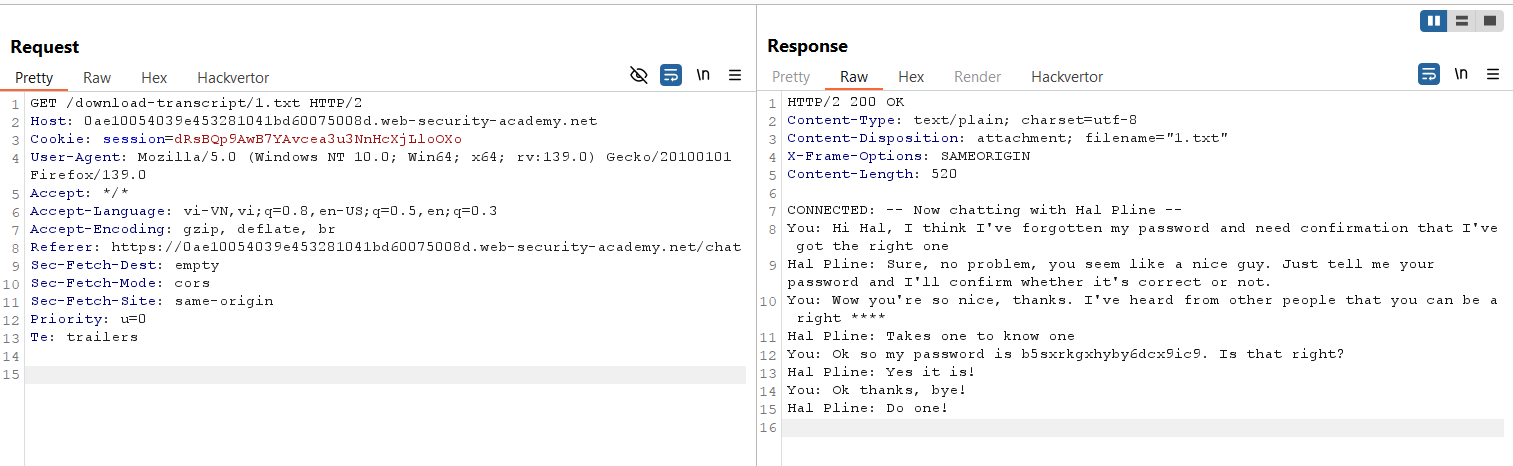 Request
Pretty Raw Hex Hackvertor
\n
1 GET /download-transcript/1.txt HTTP/2
2 Host: 0ae10054039e453281041bd60075008d.web-security-academy.net
3 Cookie: session=dRsBQp9AwB7YAvcea3u3NnHcXjLloOXo
4 User-Agent: Mozilla/5.0 (Windows NT 10.0; Win64; x64; rv:139.0) Gecko/20100101
Firefox/139.0
5 Accept: */*
6 Accept-Language: vi-VN,vi;q=0.8,en-US;q=0.5,en;q=0.3
7 Accept-Encoding: gzip, deflate, br
8 Referer: https://0ae10054039e453281041bd60075008d.web-security-academy.net/chat
9 Sec-Fetch-Dest: empty
10 Sec-Fetch-Mode: cors
11 Sec-Fetch-Site: same-origin
12 Priority: u=0
13 Te: trailers
14
15
Response
Pretty Raw Hex Render Hackvertor
\n
1 HTTP/2 200 OK
2 Content-Type: text/plain; charset=utf-8
3 Content-Disposition: attachment; filename="1.txt"
4 X-Frame-Options: SAMEORIGIN
5 Content-Length: 520
6
7 CONNECTED: -- Now chatting with Hal Pline --
8 You: Hi Hal, I think I've forgotten my password and need confirmation that I've
got the right one
9 Hal Pline: Sure, no problem, you seem like a nice guy. Just tell me your
password and I'll confirm whether it's correct or not.
10 You: Wow you're so nice, thanks. I've heard from other people that you can be a
right ****
11 Hal Pline: Takes one to know one
12 You: Ok so my password is b5sxrkgxhyby6dcx9ic9. Is that right?
13 Hal Pline: Yes it is!
14 You: Ok thanks, bye!
15 Hal Pline: Do one!
16